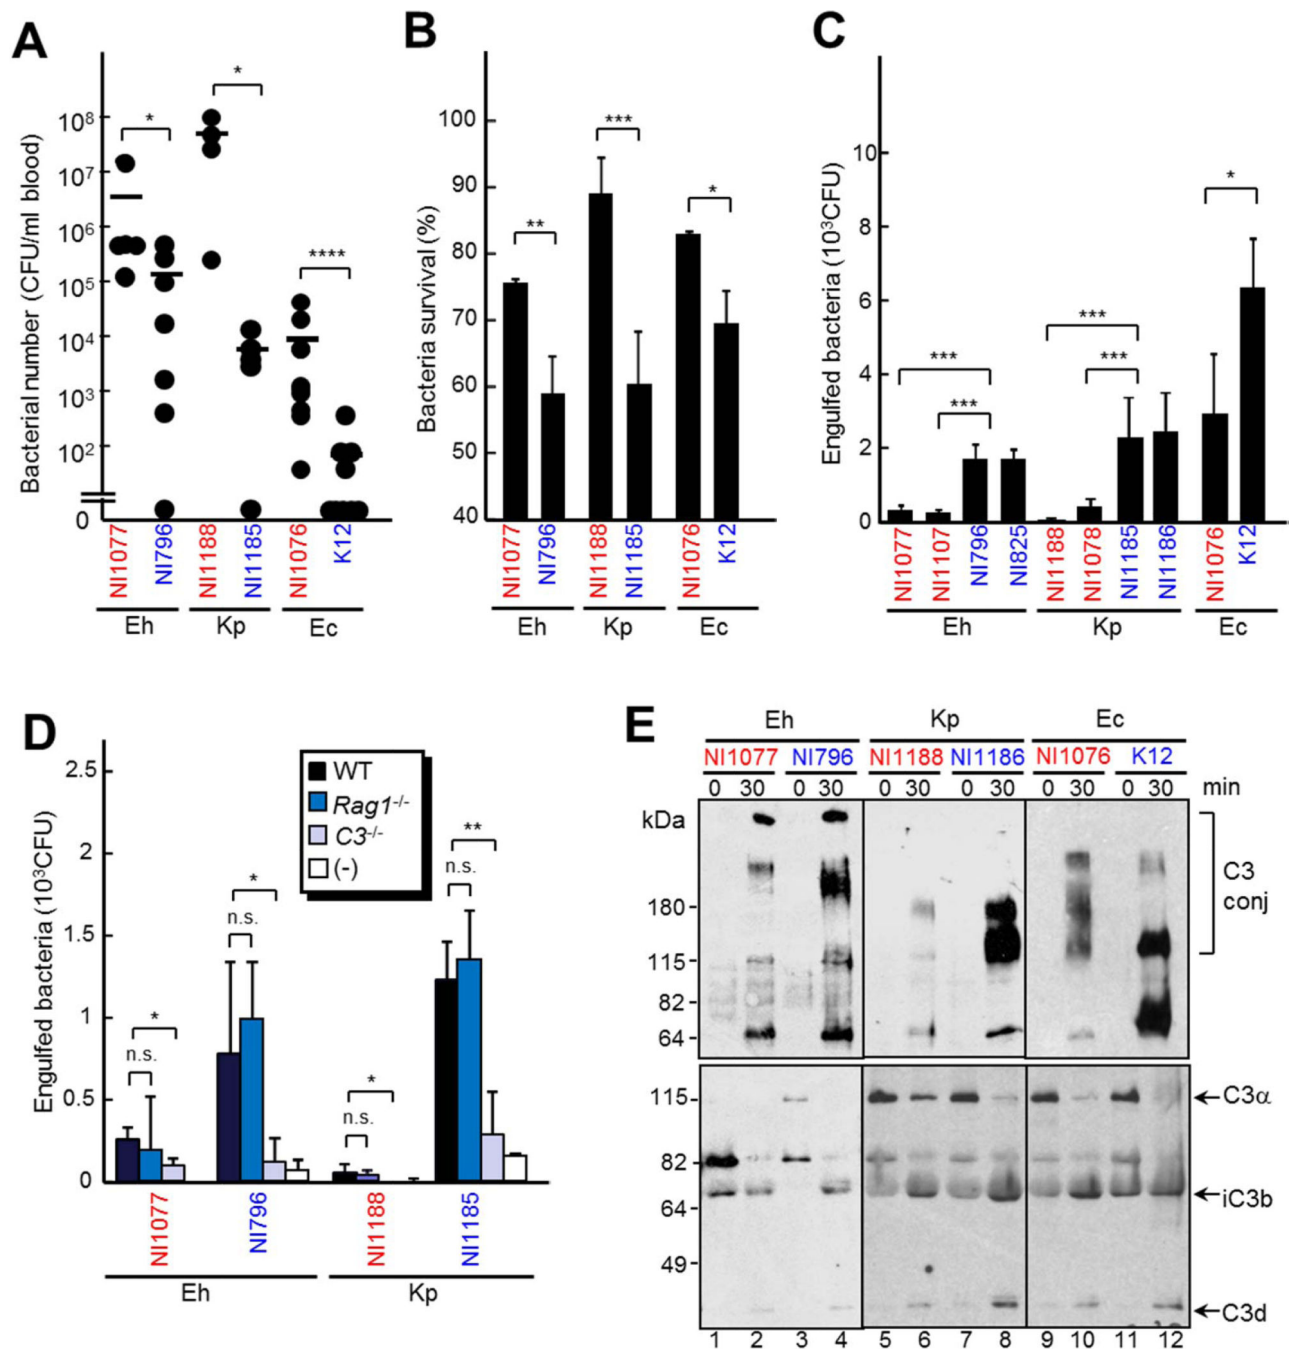 A
Bacterial number (CFU/ml blood)
10⁸
10⁷
10⁶
10⁵
10⁴
10³
10²
0
*
*
****
NI1077
NI796
NI1188
NI1185
NI1076
K12
Eh
Kp
Ec
B
Bacteria survival (%)
100
90
80
70
60
50
40
**
***
*
NI1077
NI796
NI1188
NI1185
NI1076
K12
Eh
Kp
Ec
C
Engulfed bacteria (10³CFU)
10
8
6
4
2
0
***
***
***
***
*
NI1077
NI1107
NI796
NI825
NI1188
NI1078
NI1185
NI1186
NI1076
K12
Eh
Kp
Ec
D
Engulfed bacteria (10³CFU)
2.5
2
1.5
1
0.5
0
WT
Rag1⁻/⁻
C3⁻/⁻
(-)
*
n.s.
*
n.s.
*
n.s.
**
n.s.
NI1077
NI796
NI1188
NI1185
Eh
Kp
E
Eh
Kp
Ec
NI1077
NI796
NI1188
NI1186
NI1076
K12
0 30 0 30 0 30 0 30 0 30 0 30 min
kDa
180
115
82
64
C3
conj
115
82
64
49
C3α
iC3b
C3d
1 2 3 4 5 6 7 8 9 10 11 12